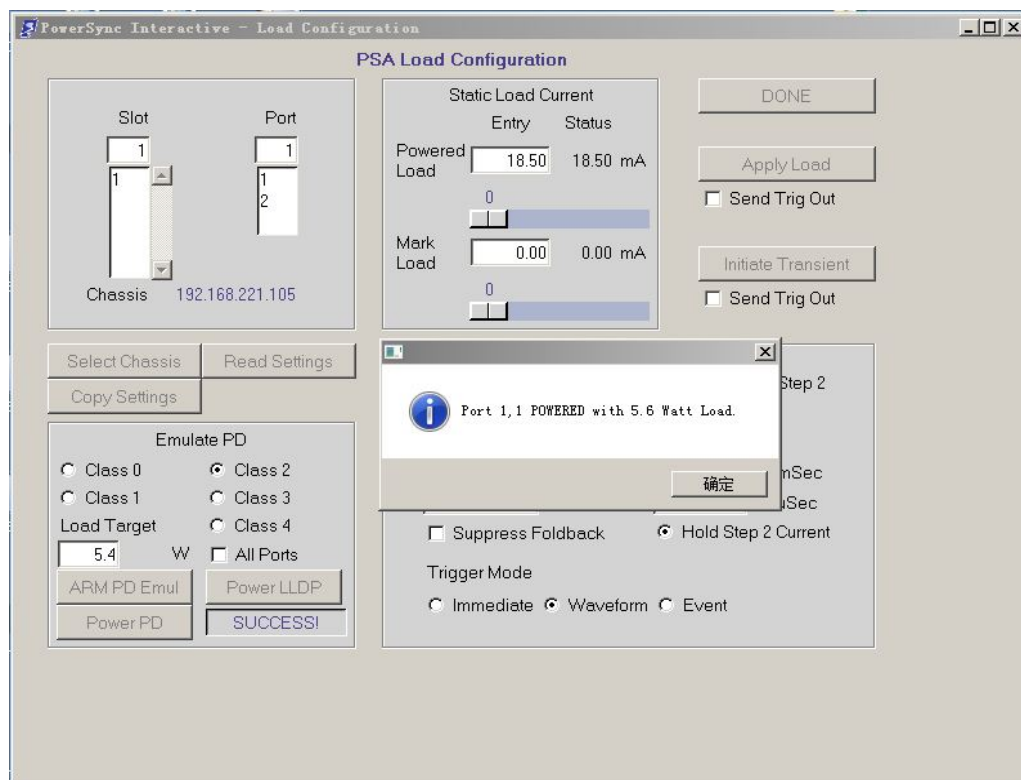 PowerSync Interactive - Load Configuration
PSA Load Configuration
Slot Port
1 1
1
1
2
Chassis 192.168.221.105
Static Load Current
Entry Status
Powered Load 18.50 18.50 mA
0
Mark Load 0.00 0.00 mA
0
DONE
Apply Load
Send Trig Out
Initiate Transient
Send Trig Out
Select Chassis Read Settings
Copy Settings
Emulate PD
Class 0 Class 2
Class 1 Class 3
Load Target Class 4
5.4 W All Ports
ARM PD Emul Power LLDP
Power PD SUCCESS!
Port 1,1 POWERED with 5.6 Watt Load.
确定
Step 2
mSec
uSec
Suppress Foldback Hold Step 2 Current
Trigger Mode
Immediate Waveform Event